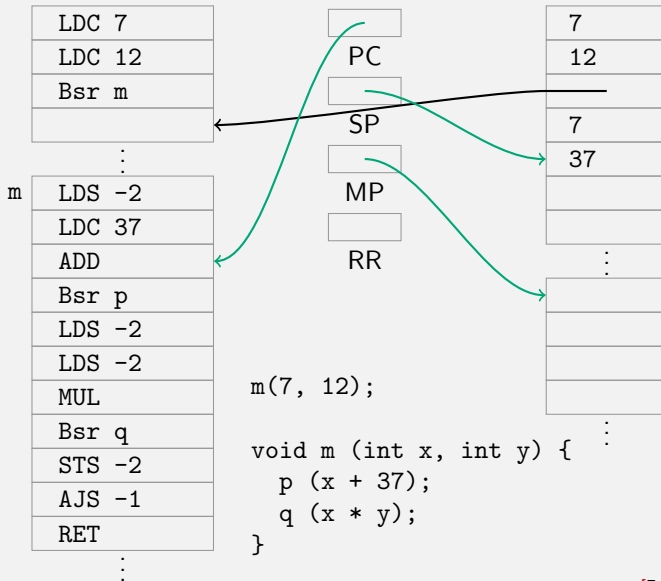 LDC 7
LDC 12
Bsr m
⋮
m
LDS -2
LDC 37
ADD
Bsr p
LDS -2
LDS -2
MUL
Bsr q
STS -2
AJS -1
RET
⋮
PC
SP
MP
RR
7
12
7
37
⋮
⋮
m(7, 12);
void m (int x, int y) {
p (x + 37);
q (x * y);
}